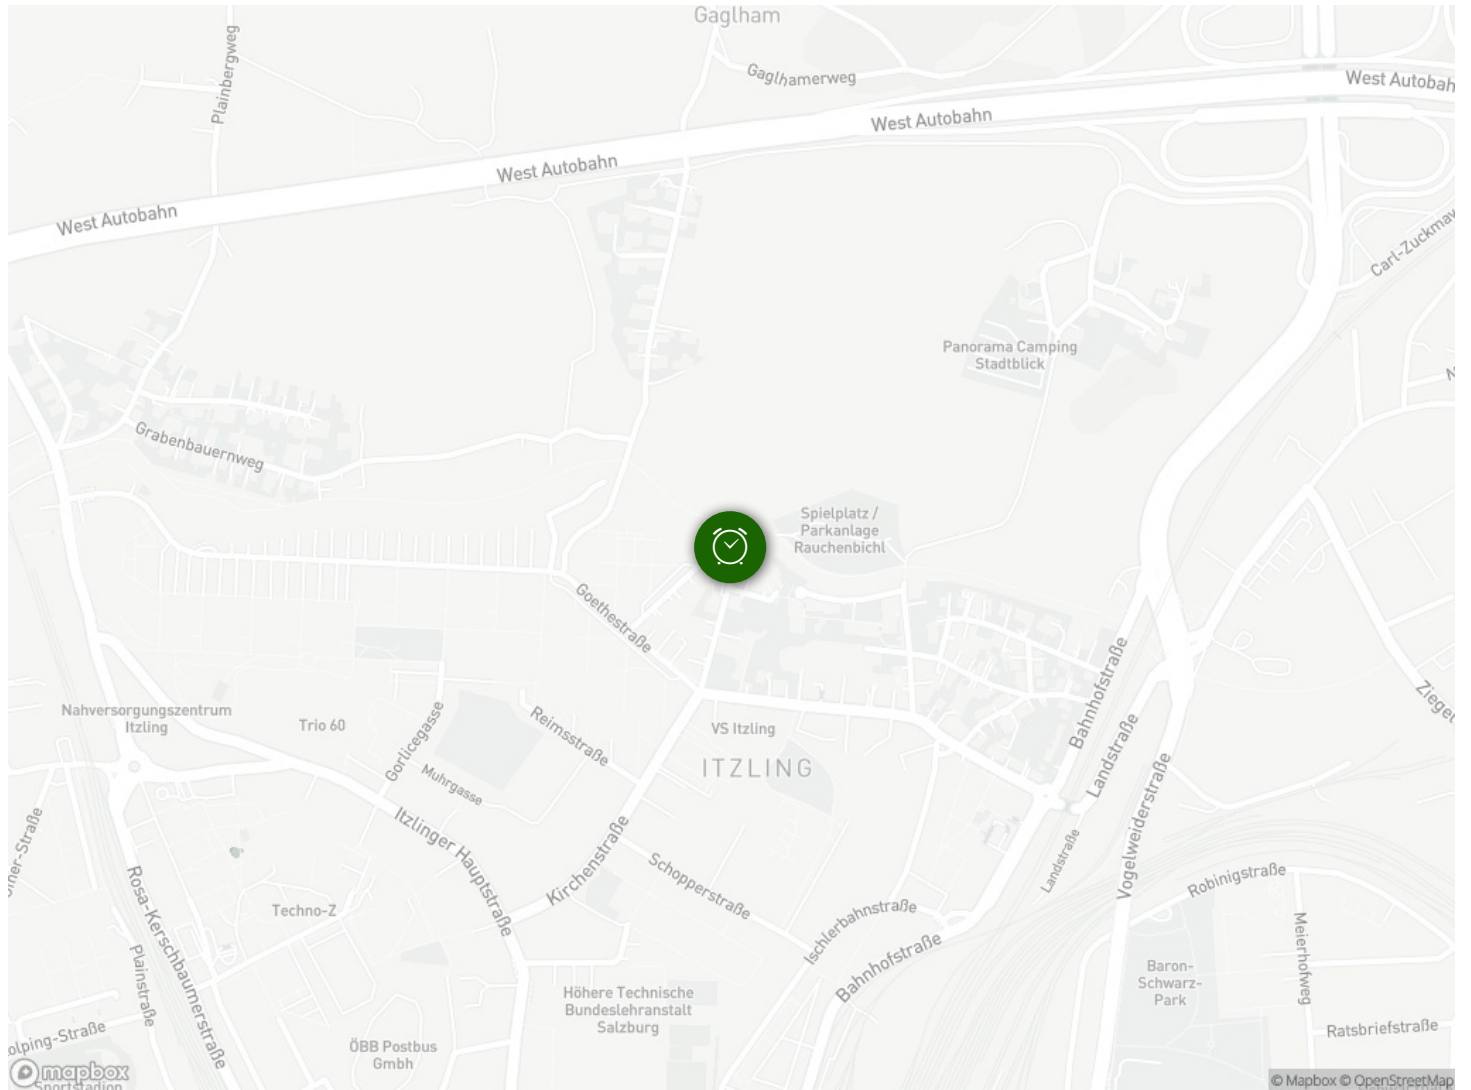 Gaglham
Gaglhamerweg
Plainbergweg
West Autobahn
West Autobahn
West Autobahn
West Autobah
Carl-Zuckmay
Panorama Camping
Stadtblick
Grabenbauernweg
Spielplatz /
Parkanlage
Rauchenbichl
Goethestraße
Bahnhofstraße
Ziegel
Nahversorgungszentrum
Itzling
Trio 60
Gorlicegasse
Reimsstraße
VS Itzling
ITZLING
Muhrgasse
Landstraße
Vogelweiderstraße
Itzlinger Hauptstraße
Kirchenstraße
Landstraße
Schopperstraße
Robinigstraße
Rosa-Kerschbaumerstraße
Techno-Z
Ischlerbahnstraße
Bahnhofstraße
Meierhofweg
Plainstraße
Baron-
Schwarz-
Park
Höhere Technische
Bundeslehranstalt
Salzburg
olping-Straße
ÖBB Postbus
Gmbh
Ratsbriefstraße
mapbox
Sportstadion
© Mapbox © OpenStreetMap